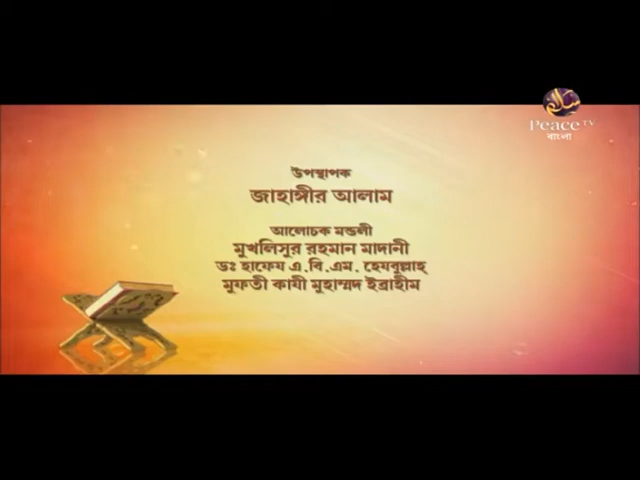 Peace TV
বাংলা
উপস্থাপক
জাহাঙ্গীর আলাম
আলোচক মন্ডলী
মুখলিসুর রহমান মাদানী
ডঃ হাফেয এ.বি.এম. হেযবুল্লাহ্
মুফতী কাযী মুহাম্মদ ইব্রাহীম